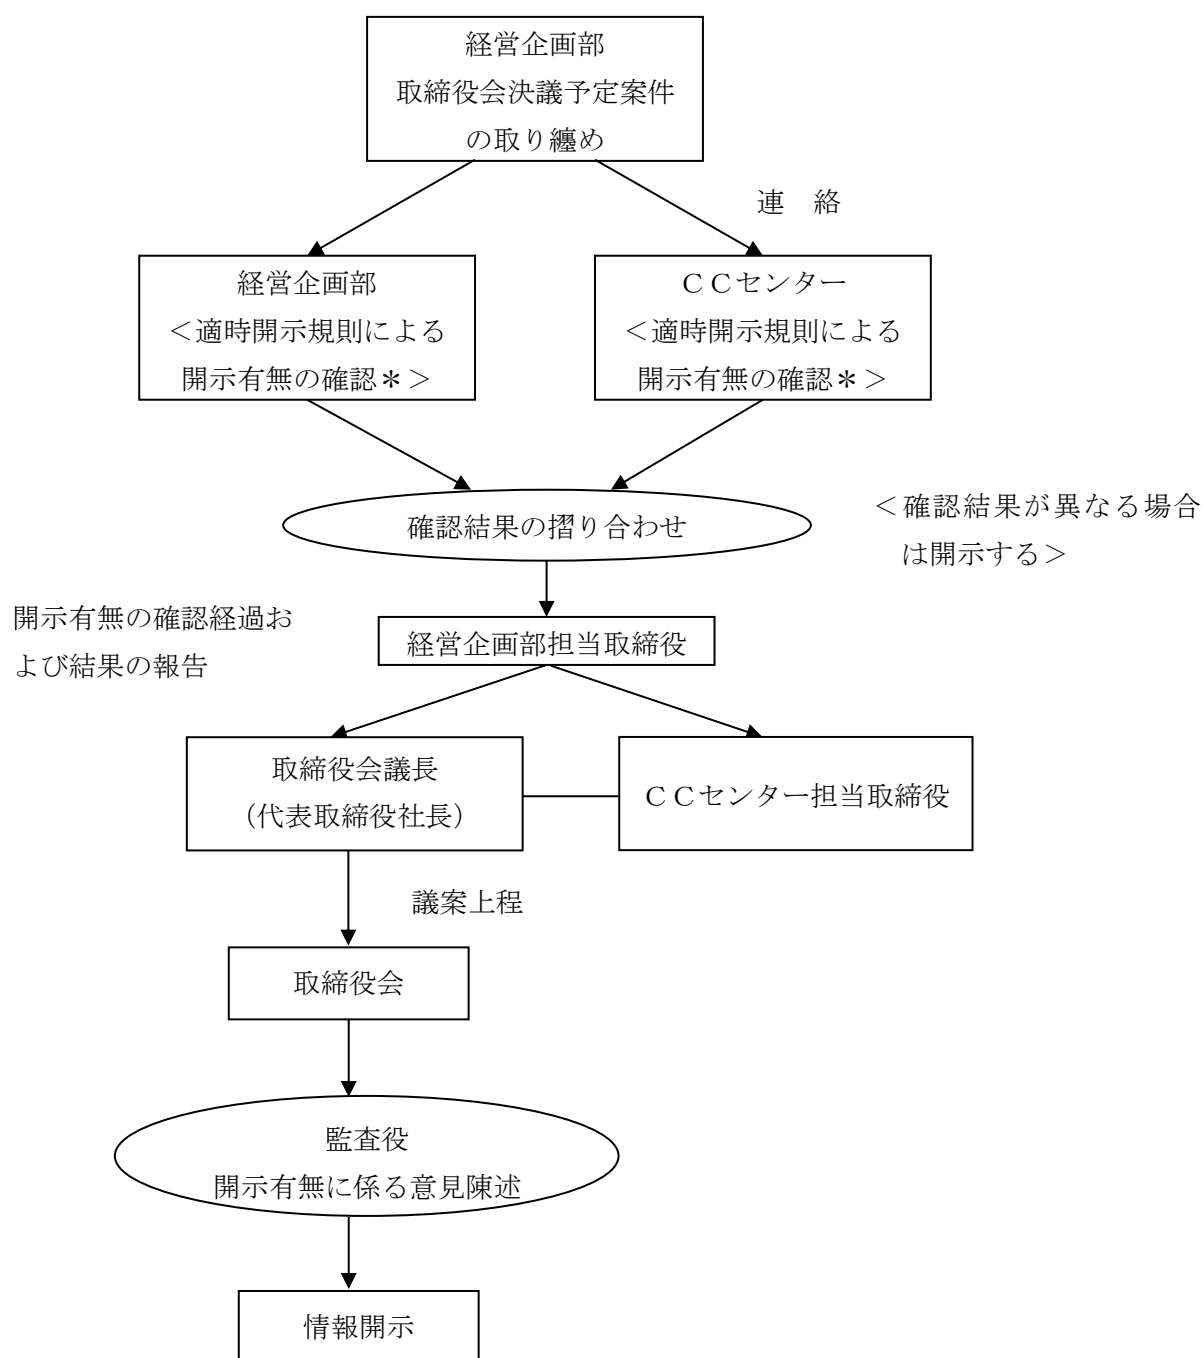 経営企画部
取締役会決議予定案件
の取り纏め
連　絡
経営企画部
＜適時開示規則による
開示有無の確認＊＞
ＣＣセンター
＜適時開示規則による
開示有無の確認＊＞
確認結果の摺り合わせ
＜確認結果が異なる場合
は開示する＞
開示有無の確認経過お
よび結果の報告
経営企画部担当取締役
取締役会議長
（代表取締役社長）
ＣＣセンター担当取締役
議案上程
取締役会
監査役
開示有無に係る意見陳述
情報開示